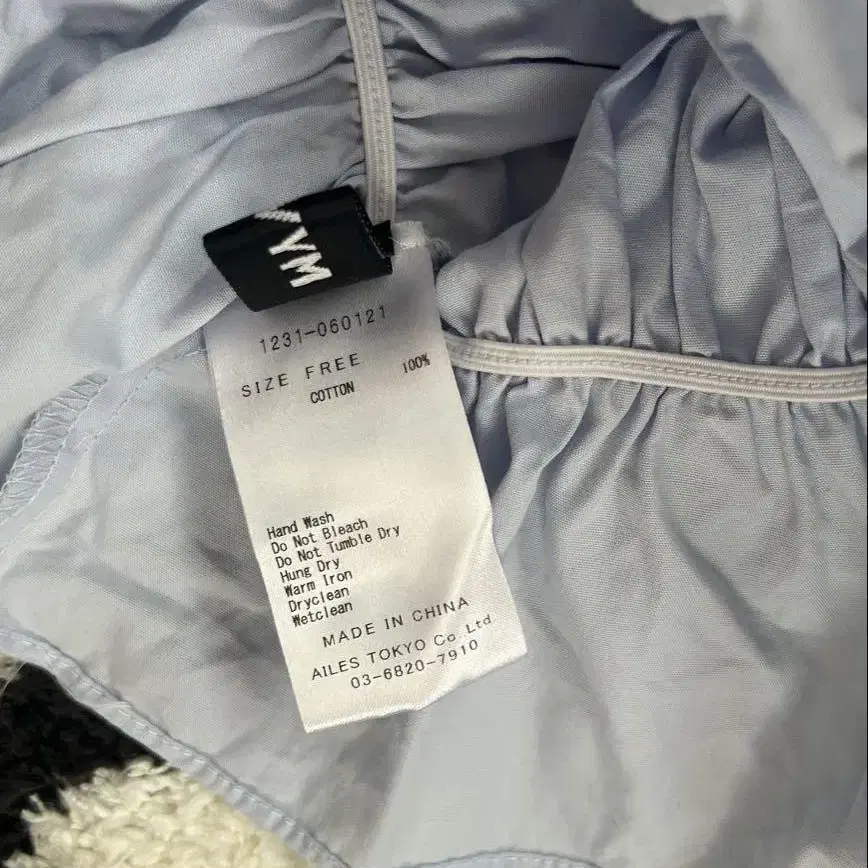 YM
1231-060121
SIZE FREE
COTTON 100%
Hand Wash
Do Not Bleach
Do Not Tumble Dry
Hung Dry
Warm Iron
Dryclean
Wetclean
MADE IN CHINA
AILES TOKYO Co.Ltd
03-6820-7910